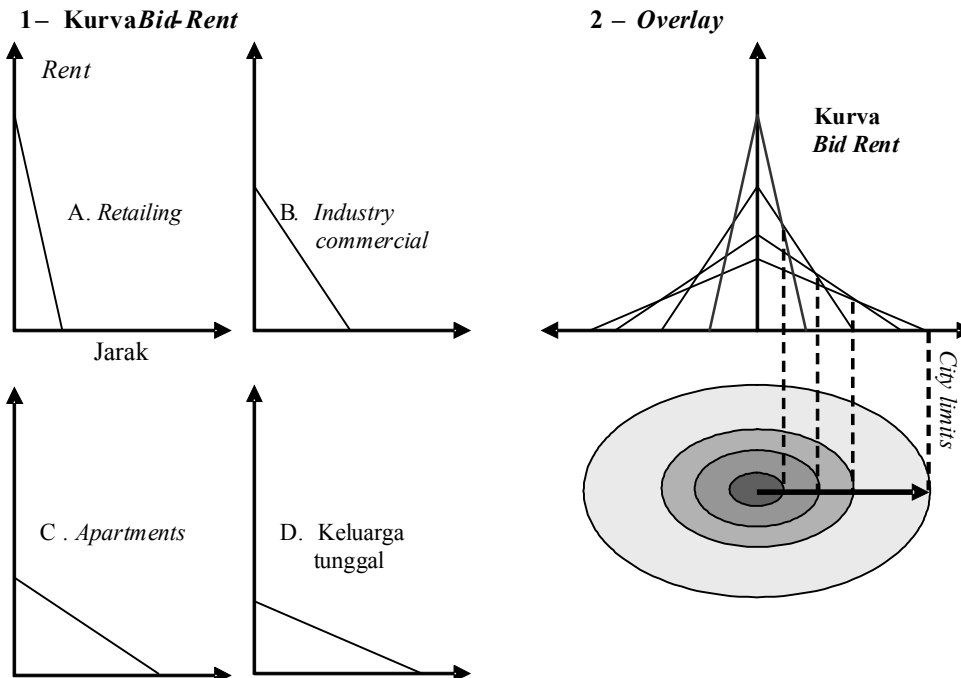 1 – Kurva Bid-Rent
2 – Overlay
Rent
Kurva
Bid Rent
A. Retailing
B. Industry
commercial
Jarak
City limits
C . Apartments
D. Keluarga
tunggal